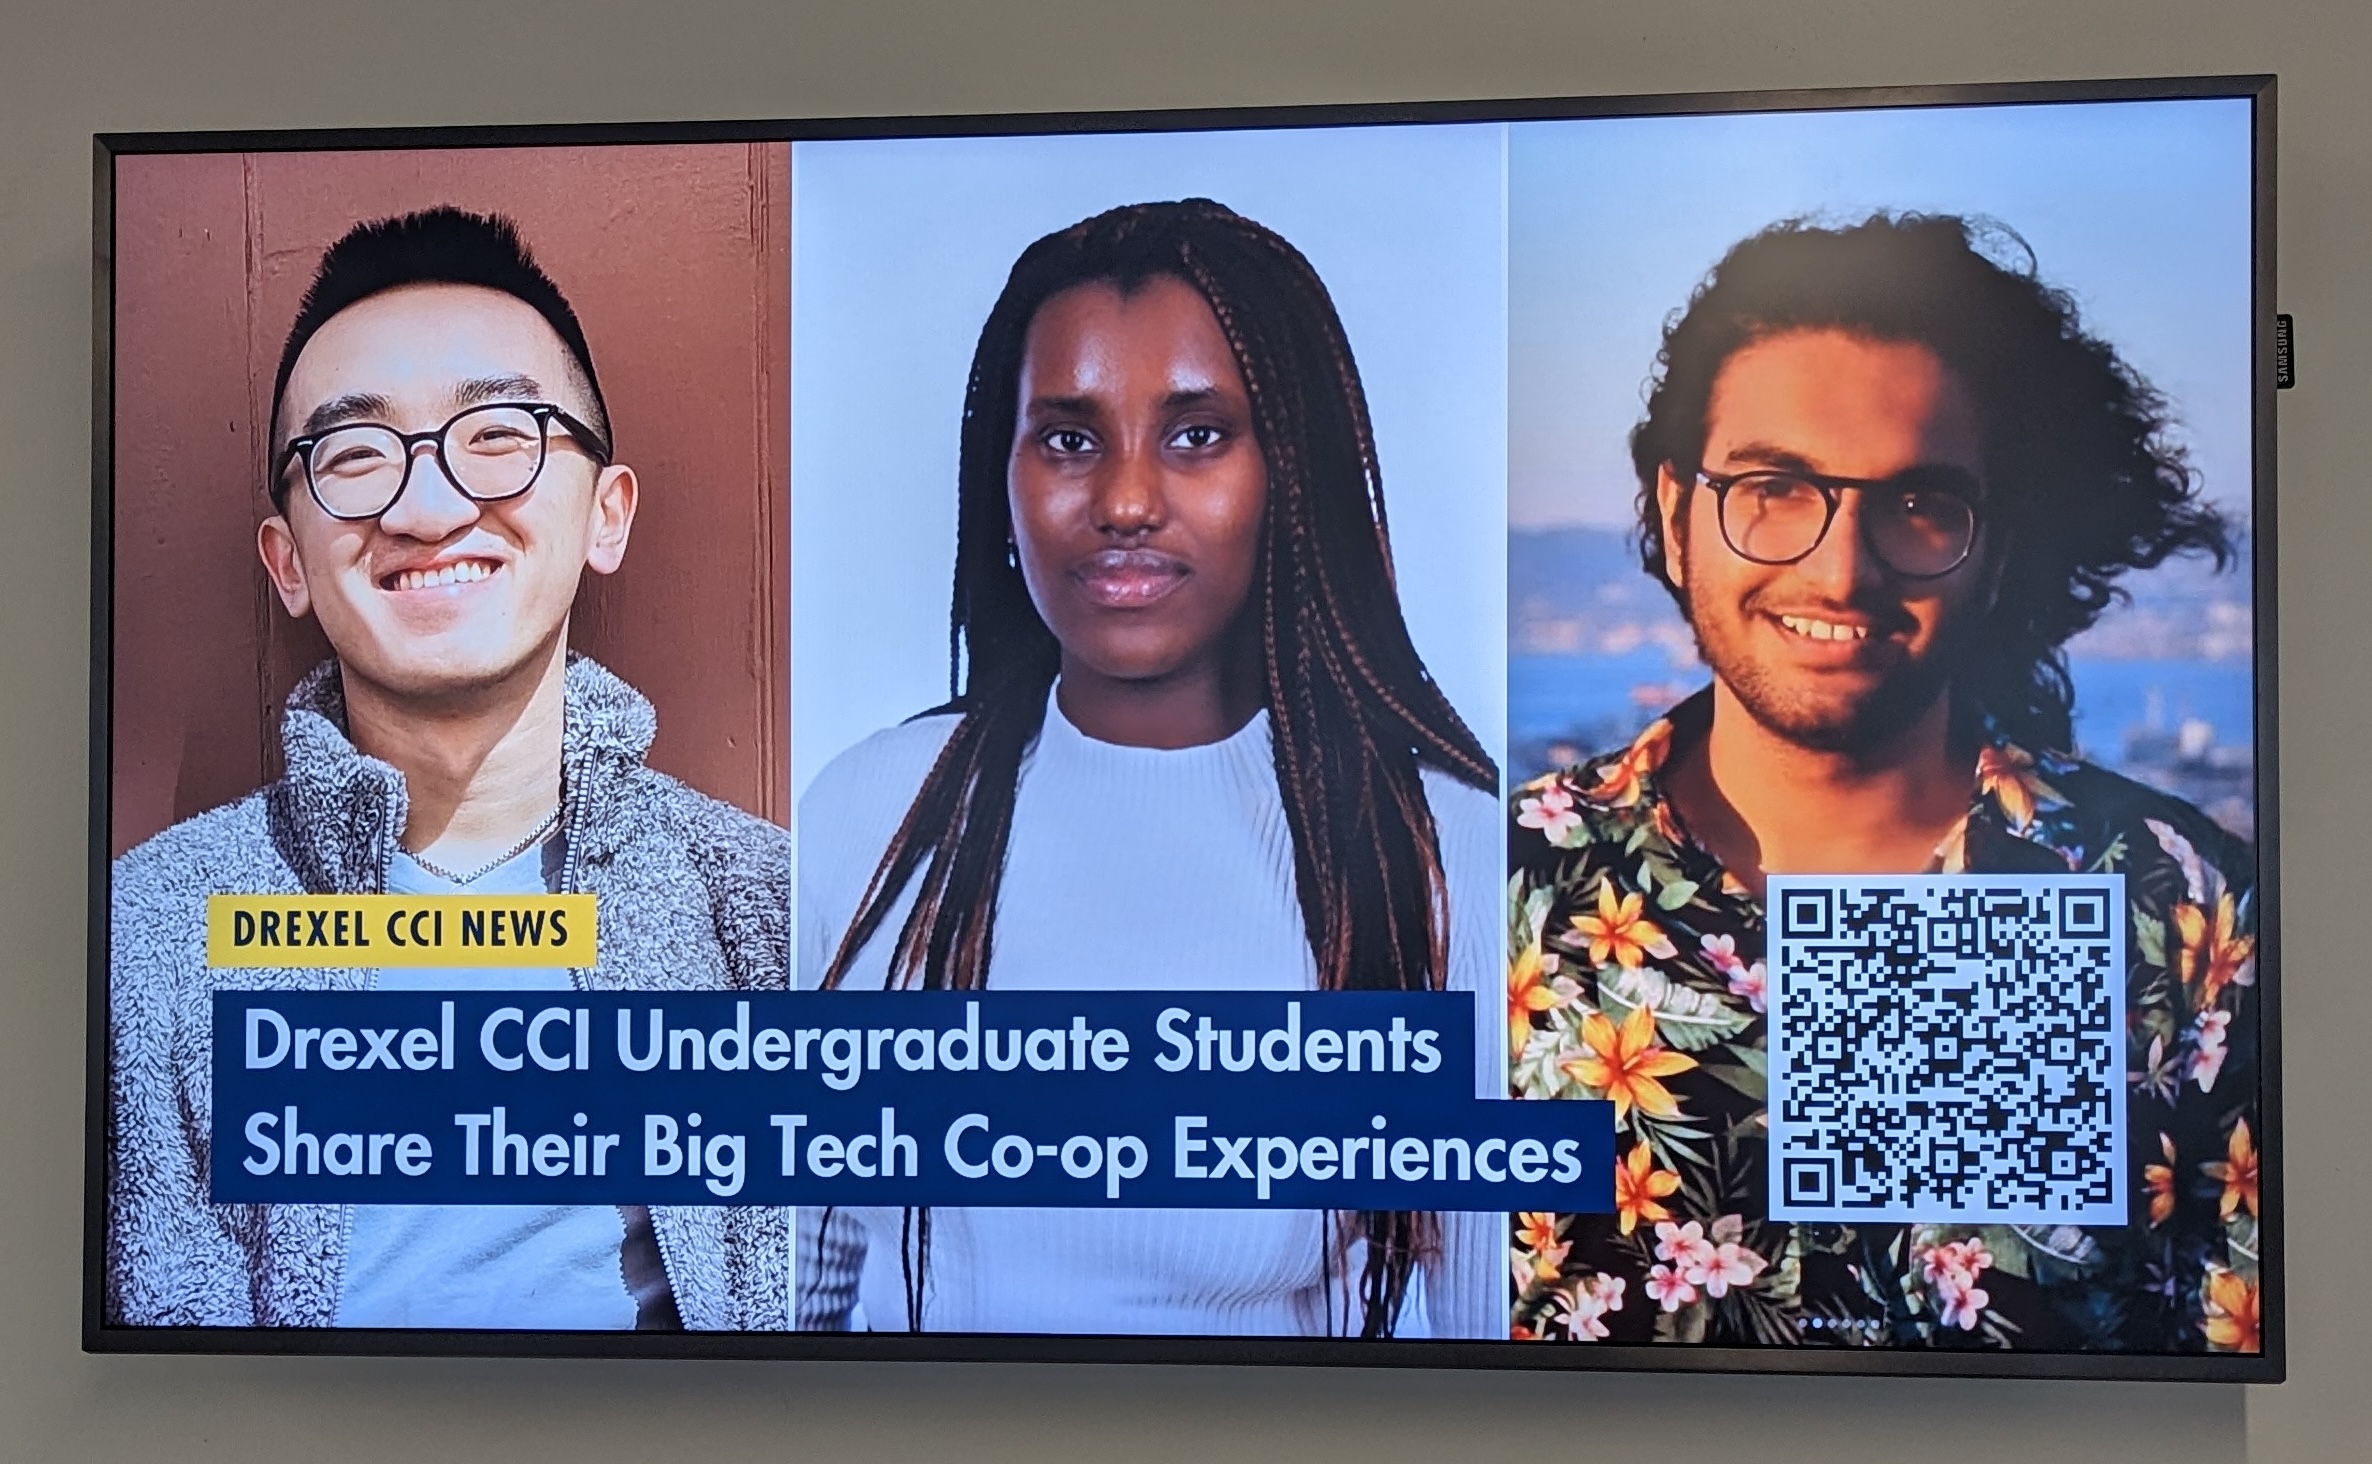 SAMSUNG
DREXEL CCI NEWS
Drexel CCI Undergraduate Students
Share Their Big Tech Co-op Experiences